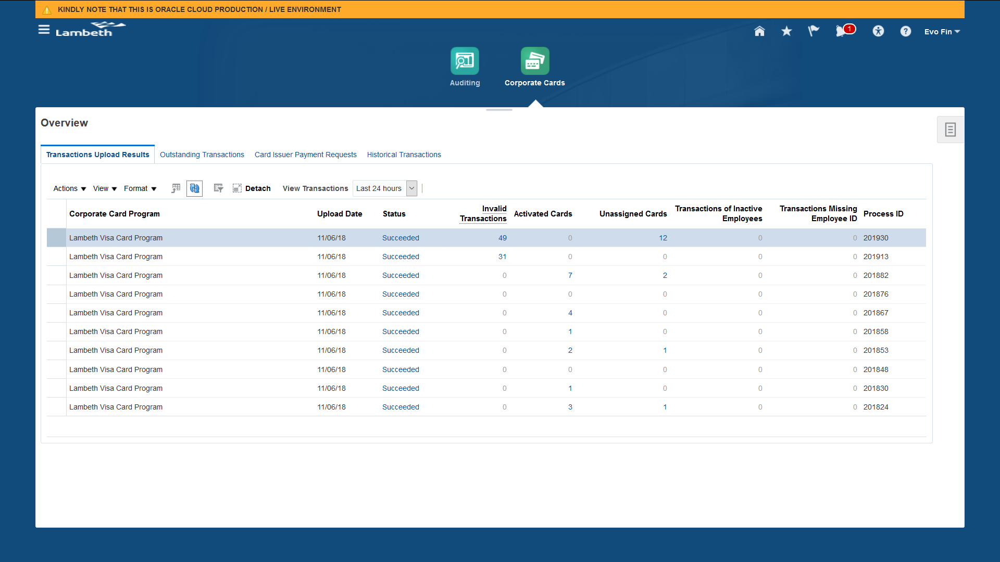 KINDLY NOTE THAT THIS IS ORACLE CLOUD PRODUCTION / LIVE ENVIRONMENT
Lambeth
1
Evo Fin
Auditing
Corporate Cards
Overview
Transactions Upload Results Outstanding Transactions Card Issuer Payment Requests Historical Transactions
Actions View Format Detach View Transactions Last 24 hours
Corporate Card Program Upload Date Status Invalid Transactions Activated Cards Unassigned Cards Transactions of Inactive Employees Transactions Missing Employee ID Process ID
Lambeth Visa Card Program 11/06/18 Succeeded 49 0 12 0 0 201930
Lambeth Visa Card Program 11/06/18 Succeeded 31 0 0 0 0 201913
Lambeth Visa Card Program 11/06/18 Succeeded 0 7 2 0 0 201882
Lambeth Visa Card Program 11/06/18 Succeeded 0 0 0 0 0 201876
Lambeth Visa Card Program 11/06/18 Succeeded 0 4 0 0 0 201867
Lambeth Visa Card Program 11/06/18 Succeeded 0 1 0 0 0 201858
Lambeth Visa Card Program 11/06/18 Succeeded 0 2 1 0 0 201853
Lambeth Visa Card Program 11/06/18 Succeeded 0 0 0 0 0 201848
Lambeth Visa Card Program 11/06/18 Succeeded 0 1 0 0 0 201830
Lambeth Visa Card Program 11/06/18 Succeeded 0 3 1 0 0 201824